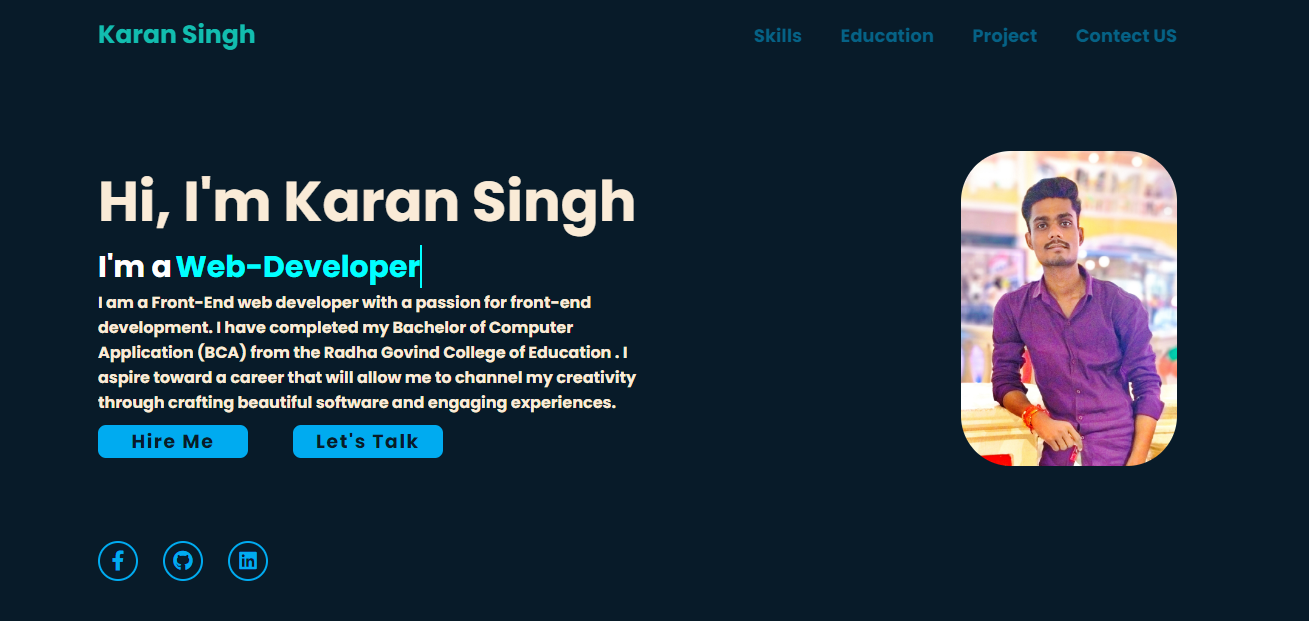 Karan Singh
Skills Education Project Contect US
Hi, I'm Karan Singh
I'm a Web-Developer
I am a Front-End web developer with a passion for front-end
development. I have completed my Bachelor of Computer
Application (BCA) from the Radha Govind College of Education . I
aspire toward a career that will allow me to channel my creativity
through crafting beautiful software and engaging experiences.
Hire Me Let's Talk